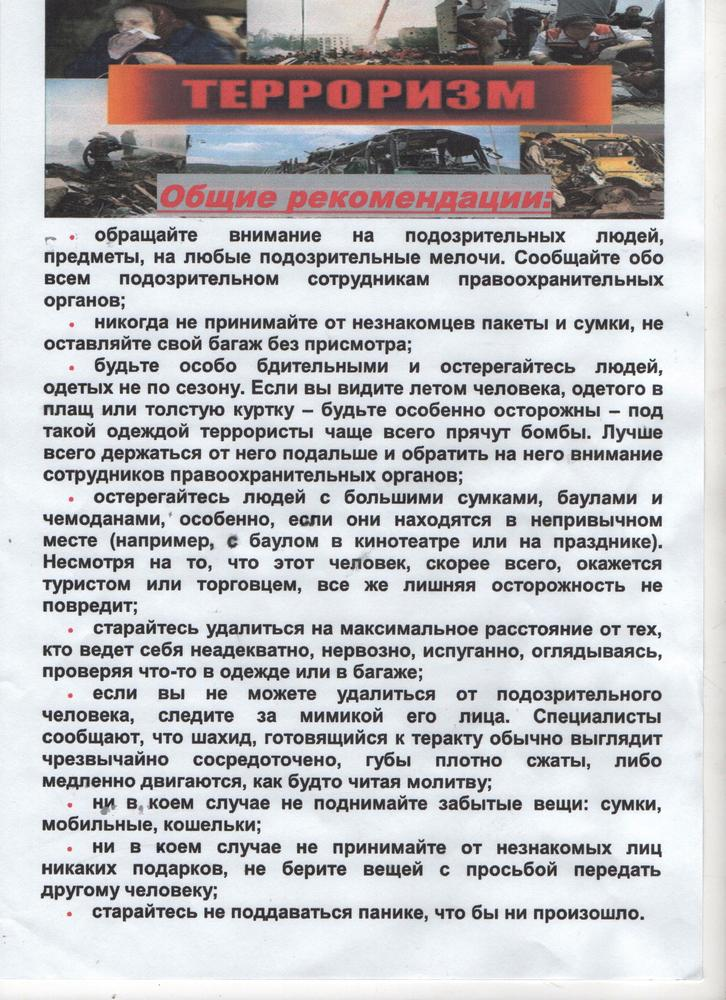 ТЕРРОРИЗМ
Общие рекомендации:
• обращайте внимание на подозрительных людей,
предметы, на любые подозрительные мелочи. Сообщайте обо
всем подозрительном сотрудникам правоохранительных
органов;
• никогда не принимайте от незнакомцев пакеты и сумки, не
оставляйте свой багаж без присмотра;
• будьте особо бдительными и остерегайтесь людей,
одетых не по сезону. Если вы видите летом человека, одетого в
плащ или толстую куртку – будьте особенно осторожны – под
такой одеждой террористы чаще всего прячут бомбы. Лучше
всего держаться от него подальше и обратить на него внимание
сотрудников правоохранительных органов;
• остерегайтесь людей с большими сумками, баулами и
чемоданами, особенно, если они находятся в непривычном
месте (например, с баулом в кинотеатре или на празднике).
Несмотря на то, что этот человек, скорее всего, окажется
туристом или торговцем, все же лишняя осторожность не
повредит;
• старайтесь удалиться на максимальное расстояние от тех,
кто ведет себя неадекватно, нервозно, испуганно, оглядываясь,
проверяя что-то в одежде или в багаже;
• если вы не можете удалиться от подозрительного
человека, следите за мимикой его лица. Специалисты
сообщают, что шахид, готовящийся к теракту обычно выглядит
чрезвычайно сосредоточено, губы плотно сжаты, либо
медленно двигаются, как будто читая молитву;
• ни в коем случае не поднимайте забытые вещи: сумки,
мобильные, кошельки;
• ни в коем случае не принимайте от незнакомых лиц
никаких подарков, не берите вещей с просьбой передать
другому человеку;
• старайтесь не поддаваться панике, что бы ни произошло.